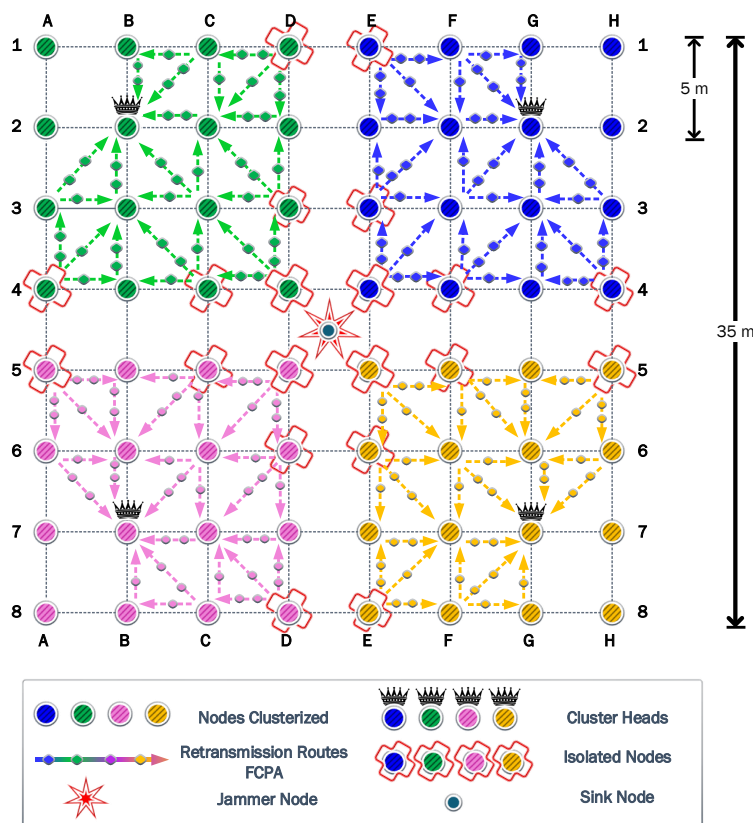 A B C D E F G H
1 1
5 m
2 2
3 3
35 m
4 4
5 5
6 6
7 7
8 8
A B C D E F G H
Nodes Clusterized
Cluster Heads
Retransmission Routes
FCPA
Isolated Nodes
Jammer Node
Sink Node